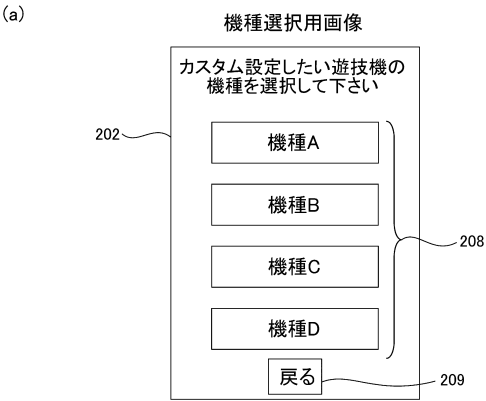 (a)
機種選択用画像
カスタム設定したい遊技機の
機種を選択して下さい
202
機種A
機種B
208
機種C
機種D
戻る
209